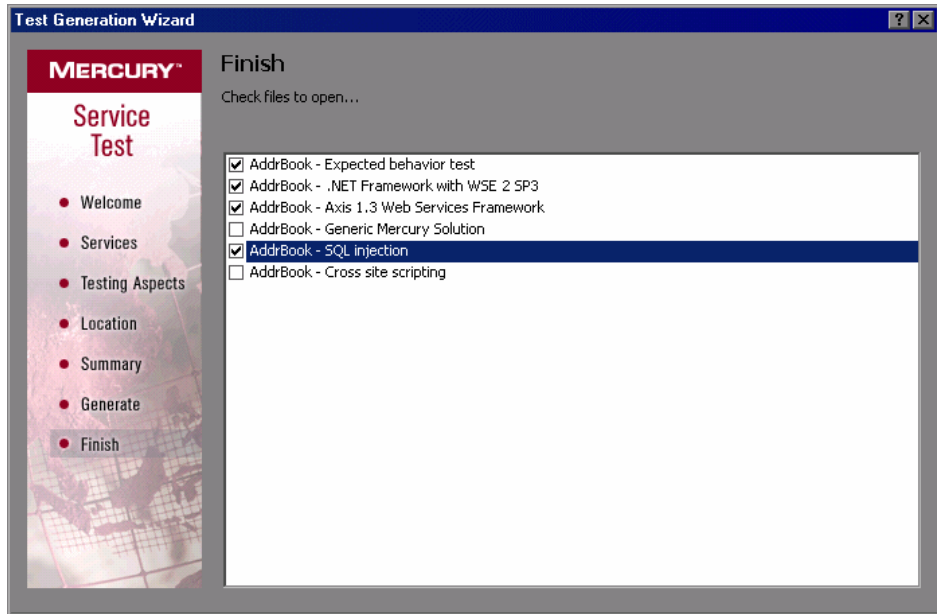 Test Generation Wizard
MERCURY™
Service
Test
Welcome
Services
Testing Aspects
Location
Summary
Generate
Finish
Finish
Check files to open...
AddrBook - Expected behavior test
AddrBook - .NET Framework with WSE 2 SP3
AddrBook - Axis 1.3 Web Services Framework
AddrBook - Generic Mercury Solution
AddrBook - SQL injection
AddrBook - Cross site scripting